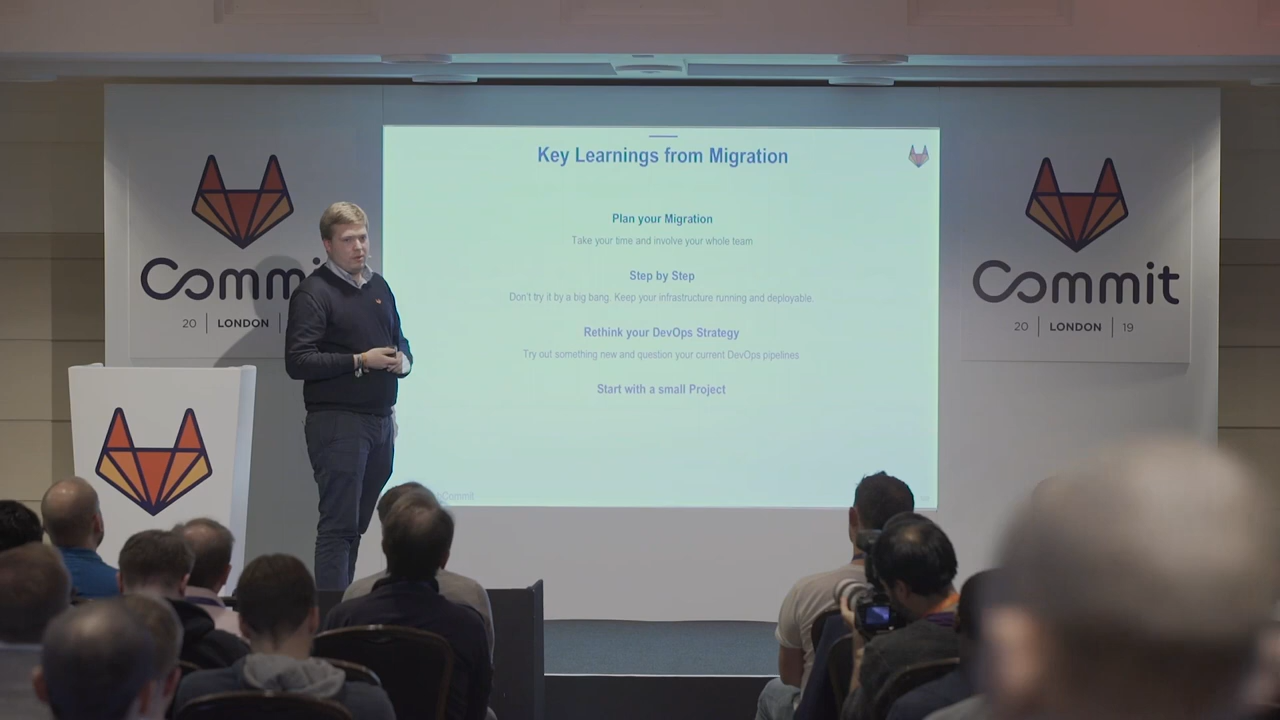 Key Learnings from Migration
Plan your Migration
Take your time and involve your whole team
Step by Step
Don't try it by a big bang. Keep your infrastructure running and deployable.
Rethink your DevOps Strategy
Try out something new and question your current DevOps pipelines
Start with a small Project
Commit
Commi
20 | LONDON |
Commit
20 | LONDON | 19